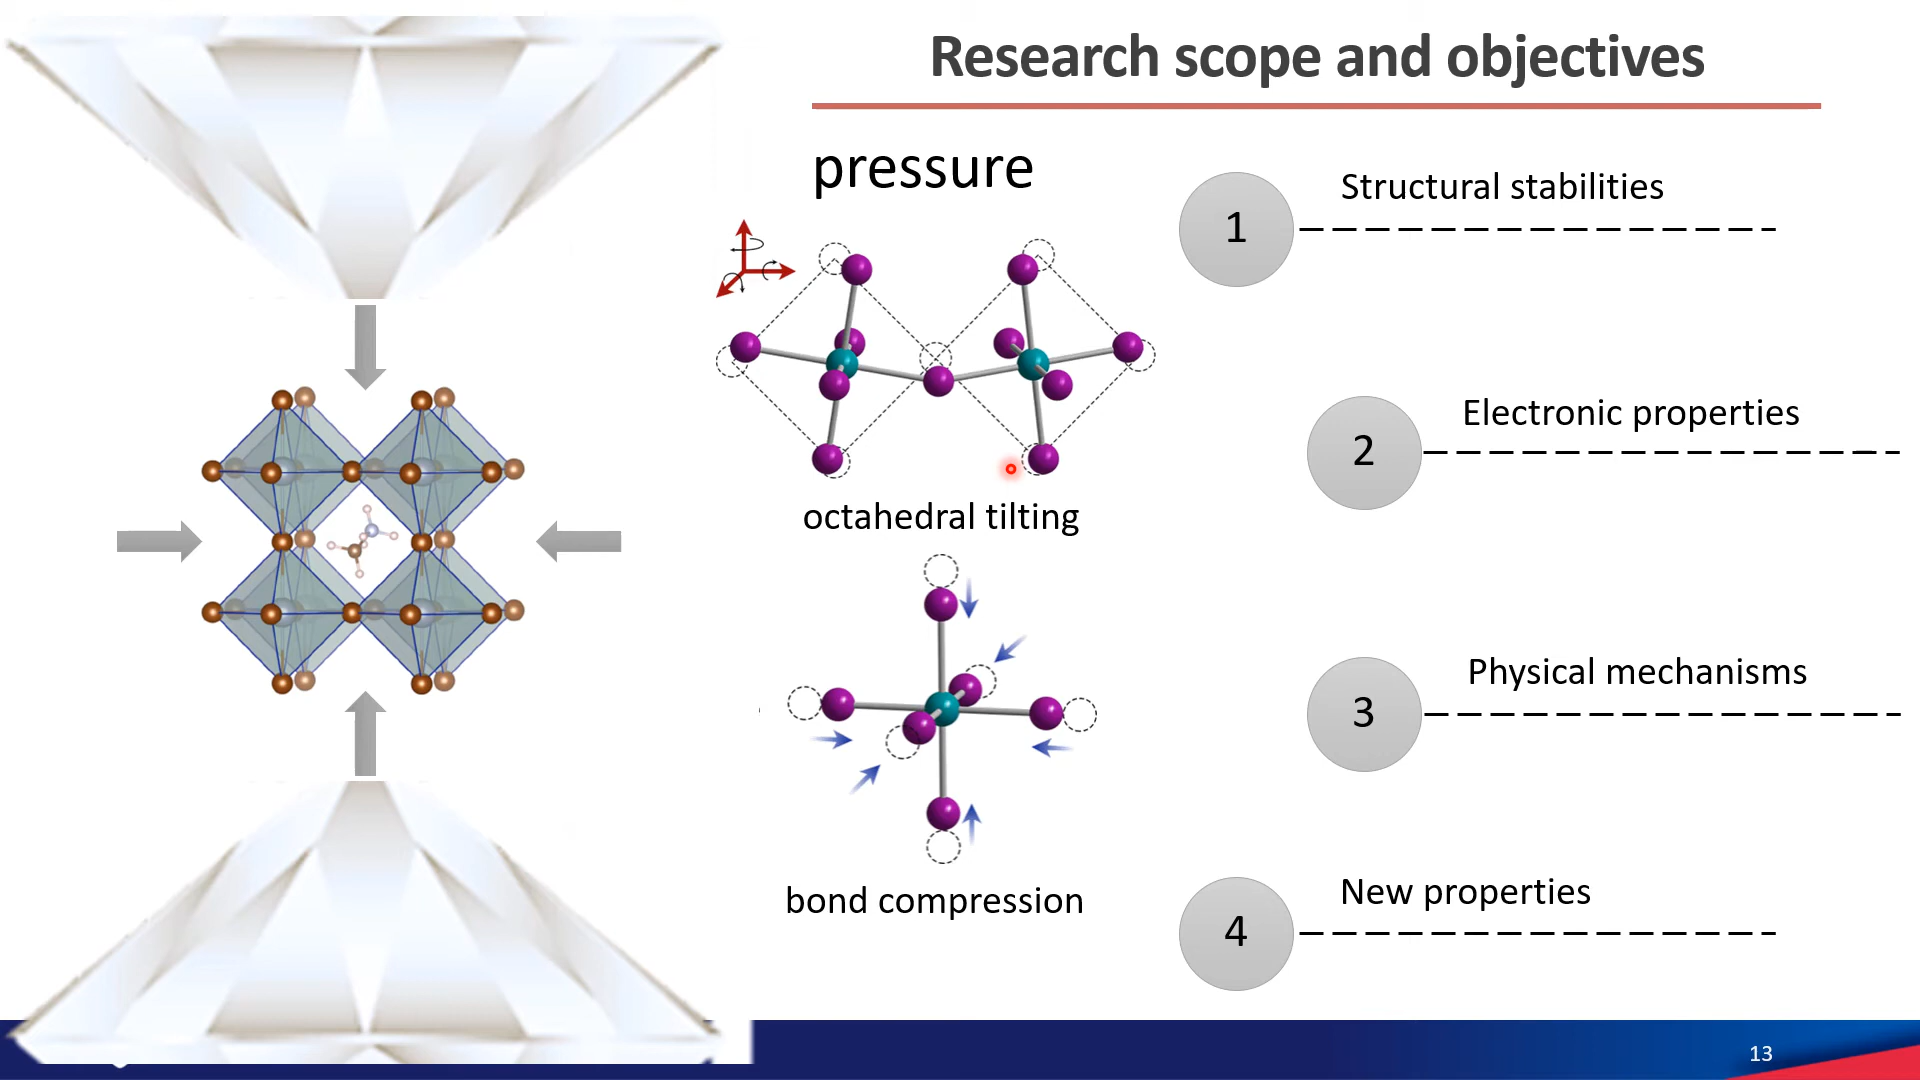 Research scope and objectives
pressure
octahedral tilting
bond compression
1
Structural stabilities
2
Electronic properties
3
Physical mechanisms
4
New properties
13